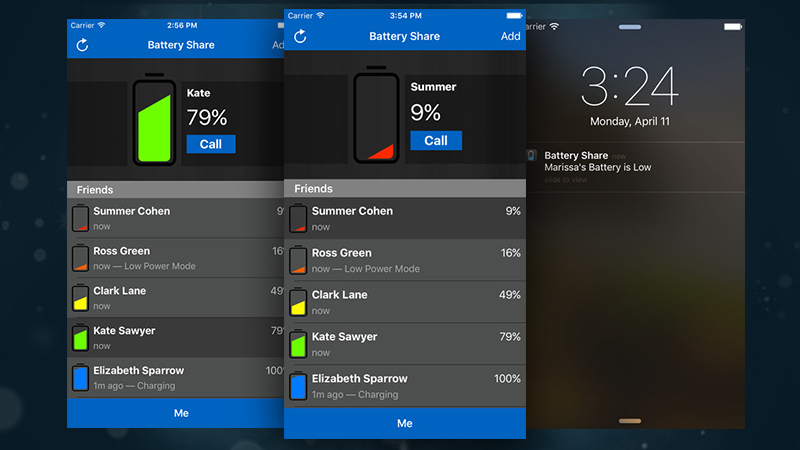 Carrier 2:56 PM
Battery Share
Kate
79%
Call
Friends
Summer Cohen
now
Ross Green
now — Low Power Mode
Clark Lane
49%
now
Kate Sawyer
79%
now
Elizabeth Sparrow
100%
1m ago — Charging
Me
Carrier 3:54 PM
Battery Share Add
Summer
9%
Call
Friends
Summer Cohen 9%
now
Ross Green 16%
now — Low Power Mode
Clark Lane 49%
now
Kate Sawyer 79%
now
Elizabeth Sparrow 100%
1m ago — Charging
Me
3:24
Monday, April 11
Battery Share now
Marissa's Battery is Low
slide to view